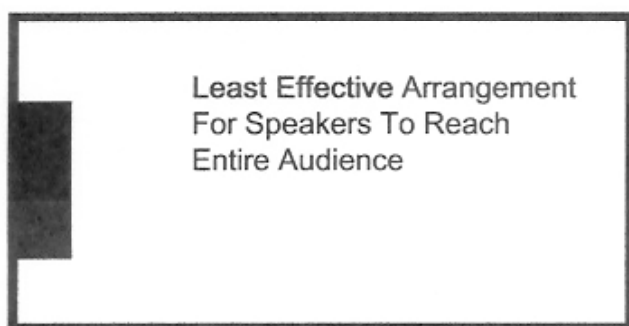 Least Effective Arrangement
For Speakers To Reach
Entire Audience